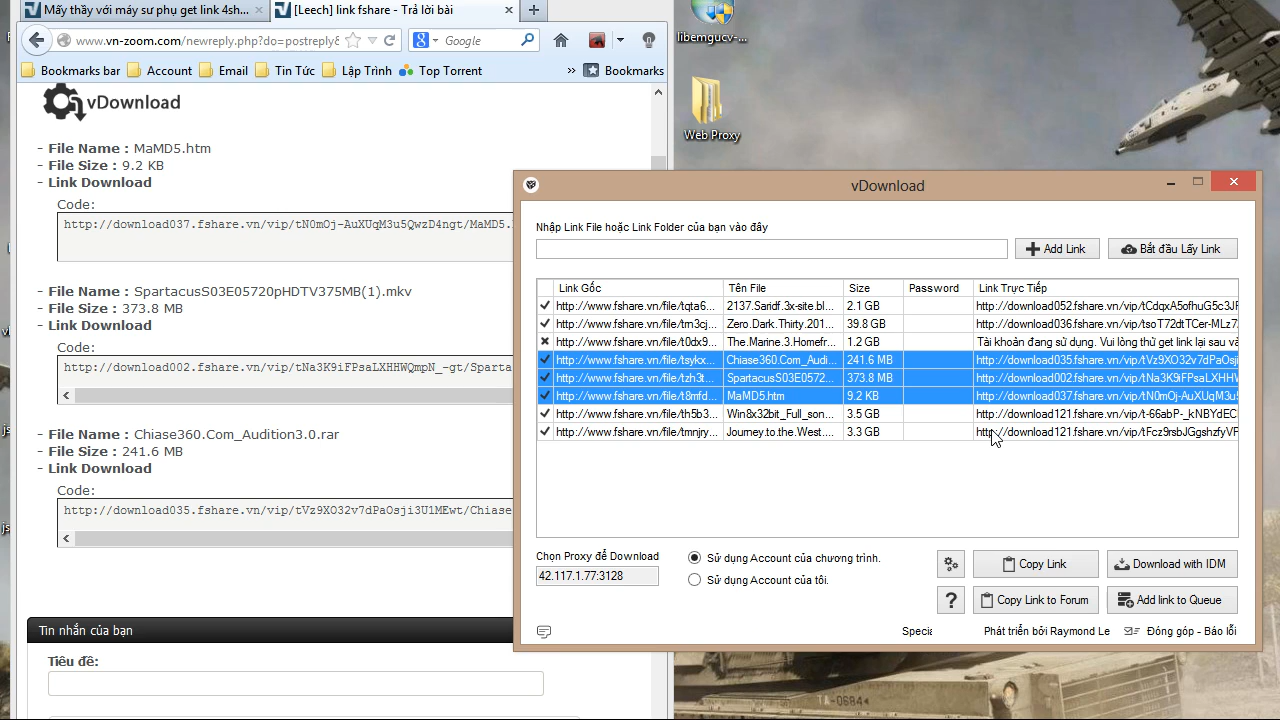 Mấy thầy với máy sư phụ get link 4sh...
[Leech] link fshare - Trả lời bài
www.vn-zoom.com/newreply.php?do=postreply&
Google
Bookmarks bar
Account
Email
Tin Tức
Lập Trình
Top Torrent
»
Bookmarks
libemgucv-...
Web Proxy
vDownload
- File Name : MaMD5.htm
- File Size : 9.2 KB
- Link Download
Code:
http://download037.fshare.vn/vip/tN0mOj-AuXUqM3u5QwzD4ngt/MaMD5.
- File Name : SpartacusS03E05720pHDTV375MB(1).mkv
- File Size : 373.8 MB
- Link Download
Code:
http://download002.fshare.vn/vip/tNa3K9iFPsaLXHHWQmpN_-gt/Sparta
- File Name : Chiase360.Com_Audition3.0.rar
- File Size : 241.6 MB
- Link Download
Code:
http://download035.fshare.vn/vip/tVz9XO32v7dPaOsji3U1MEwt/Chiase
Tin nhắn của bạn
Tiêu đề:
vDownload
Nhập Link File hoặc Link Folder của bạn vào đây
Add Link
Bắt đầu Lấy Link
Link Gốc Tên File Size Password Link Trực Tiếp
http://www.fshare.vn/file/tqta6... 2137.Saridf.3x-site.bl... 2.1 GB http://download052.fshare.vn/vip/tCdqxA5ofhuG5c3JF
http://www.fshare.vn/file/tm3cj... Zero.Dark.Thirty.201... 39.8 GB http://download036.fshare.vn/vip/tsoT72dtTCer-MLz7
http://www.fshare.vn/file/t0dx9... The.Marine.3.Homefr... 1.2 GB Tài khoản đang sử dụng. Vui lòng thử get link lại sau và
http://www.fshare.vn/file/tsykx... Chiase360.Com_Audi... 241.6 MB http://download035.fshare.vn/vip/tVz9XO32v7dPaOsji
http://www.fshare.vn/file/tzh3t... SpartacusS03E0572... 373.8 MB http://download002.fshare.vn/vip/tNa3K9iFPsaLXHHW
http://www.fshare.vn/file/t8mfd... MaMD5.htm 9.2 KB http://download037.fshare.vn/vip/tN0mOj-AuXUqM3u
http://www.fshare.vn/file/th5b3... Win8x32bit_Full_son... 3.5 GB http://download121.fshare.vn/vip/t-66abP-_kNBYdEC
http://www.fshare.vn/file/tmnjry... Journey.to.the.West.... 3.3 GB http://download121.fshare.vn/vip/tFcz9rsbJGgshzfyVF
Chọn Proxy để Download
42.117.1.77:3128
Sử dụng Account của chương trình.
Sử dụng Account của tôi.
Copy Link
Download with IDM
?
Copy Link to Forum
Add link to Queue
Specia
Phát triển bởi Raymond Le
Đóng góp - Báo lỗi
TA-0684